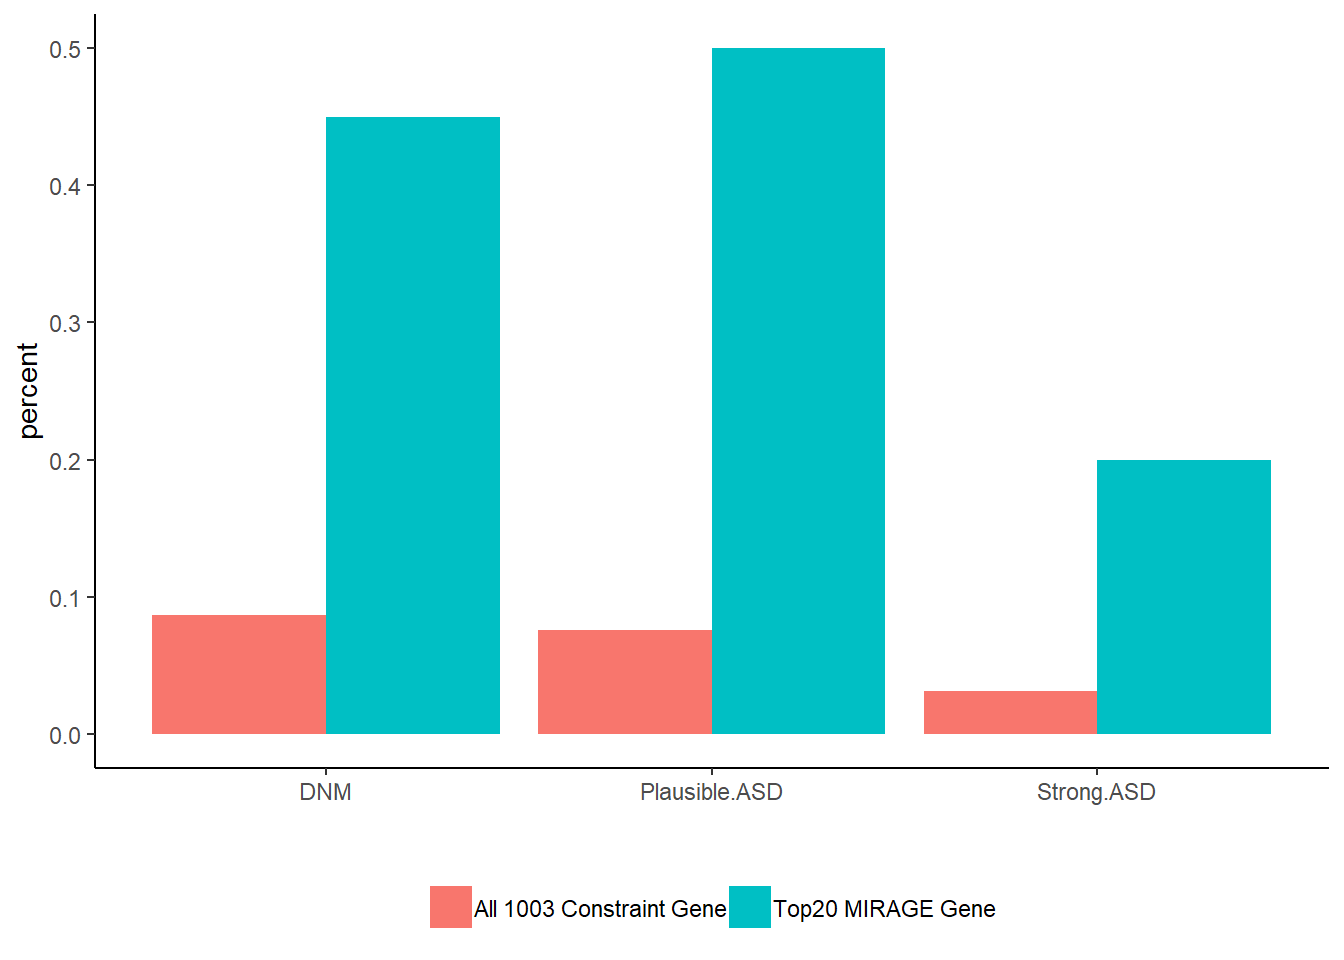 0.5
0.4
0.3
0.2
0.1
0.0
percent
DNM
Plausible.ASD
Strong.ASD
All 1003 Constraint Gene
Top20 MIRAGE Gene